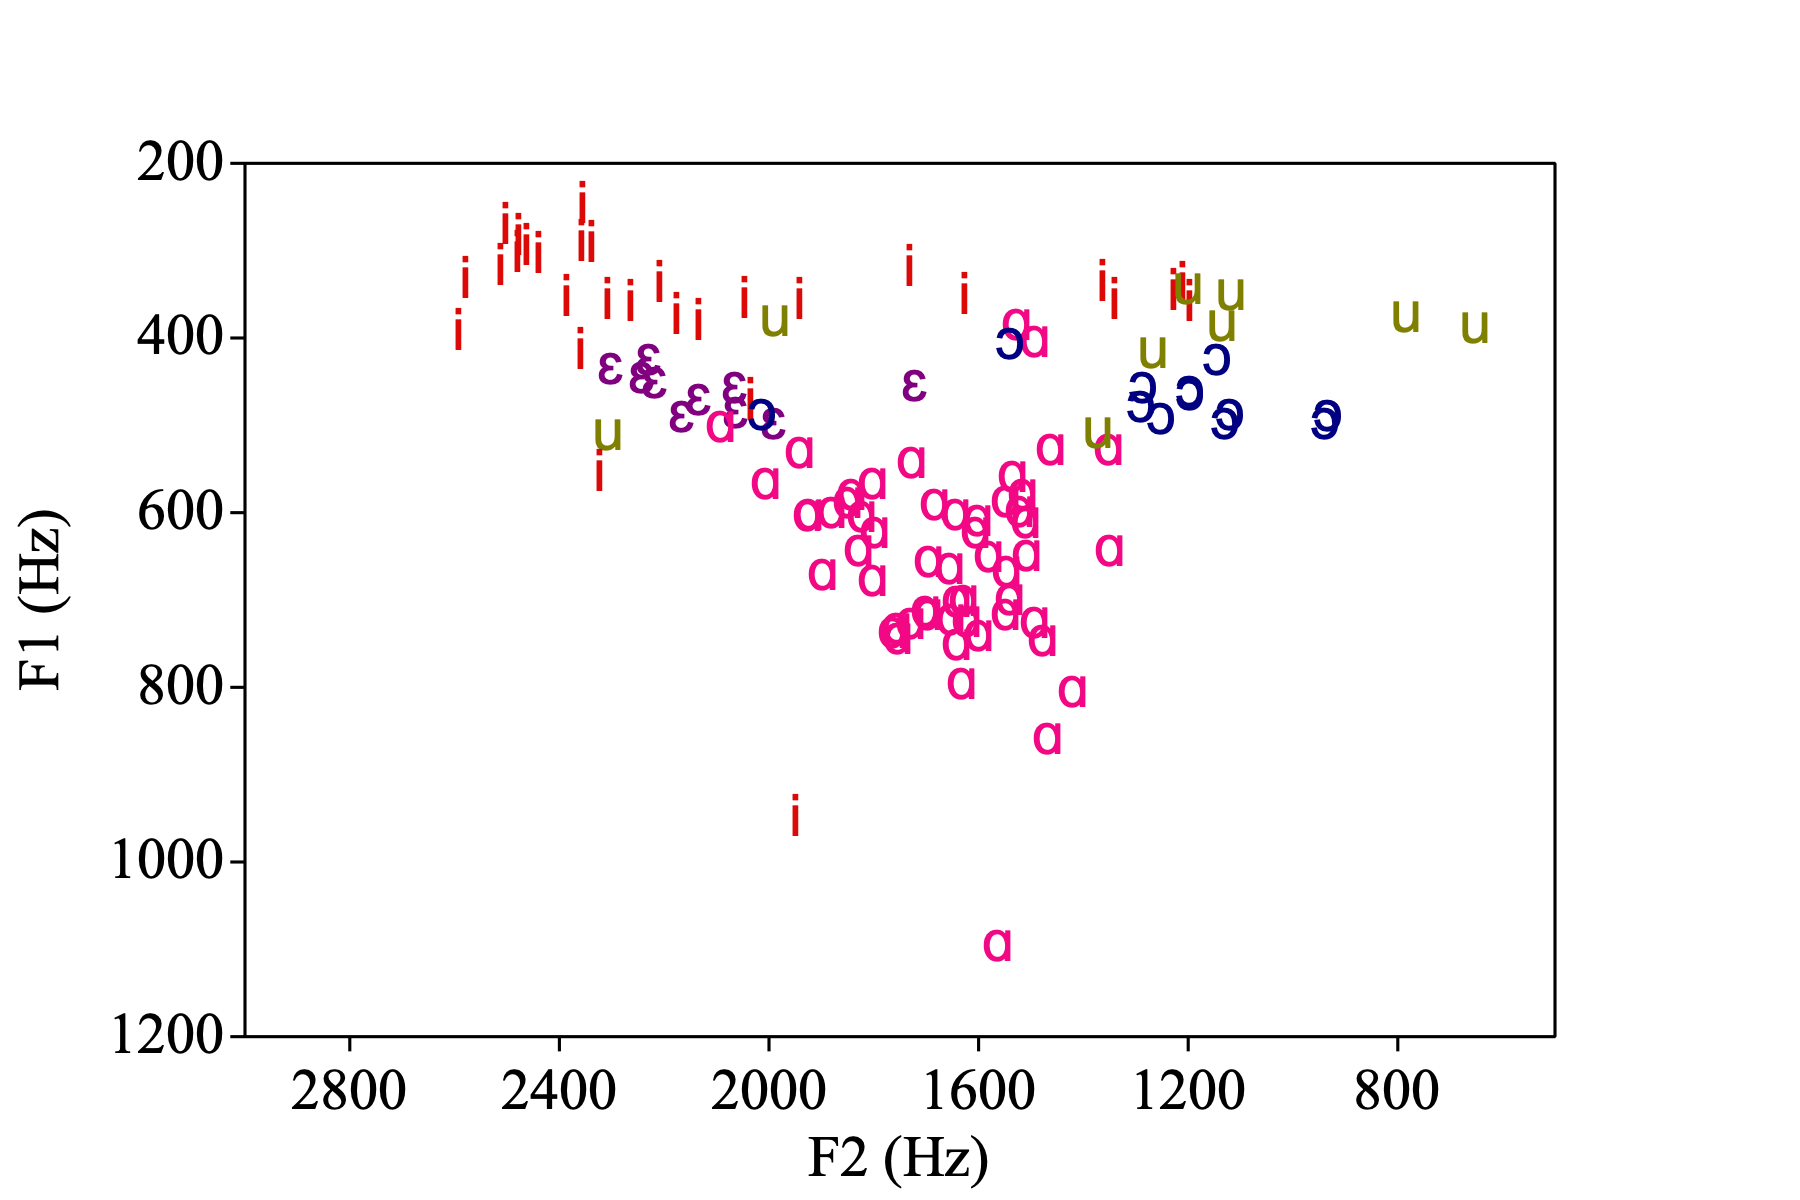 200
400
600
800
1000
1200
2800 2400 2000 1600 1200 800
F1 (Hz)
F2 (Hz)
i i i i i i i i i i i i i i i i i i i i i i i i i i i i i i i i i
u u u u u u u u u u
ɛ ɛ ɛ ɛ ɛ ɛ ɛ ɛ ɛ ɛ
ɔ ɔ ɔ ɔ ɔ ɔ ɔ ɔ ɔ ɔ ɔ ɔ
ɑ ɑ ɑ ɑ ɑ ɑ ɑ ɑ ɑ ɑ ɑ ɑ ɑ ɑ ɑ ɑ ɑ ɑ ɑ ɑ ɑ ɑ ɑ ɑ ɑ ɑ ɑ ɑ ɑ ɑ ɑ ɑ ɑ ɑ ɑ ɑ ɑ ɑ ɑ ɑ ɑ ɑ ɑ ɑ ɑ ɑ ɑ ɑ ɑ ɑ ɑ ɑ